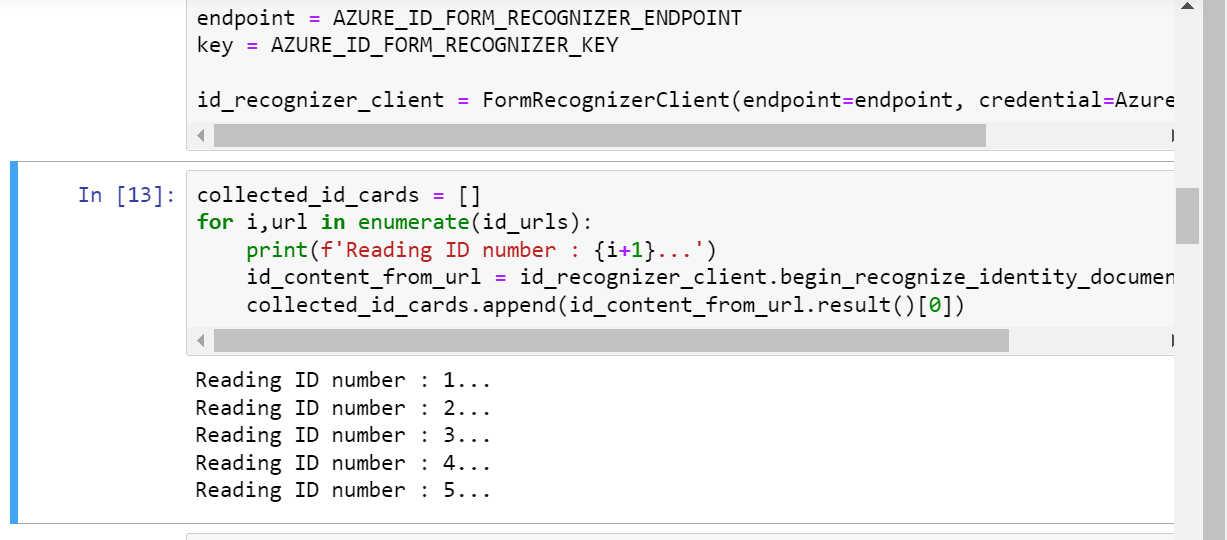 endpoint = AZURE_ID_FORM_RECOGNIZER_ENDPOINT
key = AZURE_ID_FORM_RECOGNIZER_KEY
id_recognizer_client = FormRecognizerClient(endpoint=endpoint, credential=Azure
In [13]:
collected_id_cards = []
for i,url in enumerate(id_urls):
    print(f'Reading ID number : {i+1}...')
    id_content_from_url = id_recognizer_client.begin_recognize_identity_documen
    collected_id_cards.append(id_content_from_url.result()[0])
Reading ID number : 1...
Reading ID number : 2...
Reading ID number : 3...
Reading ID number : 4...
Reading ID number : 5...